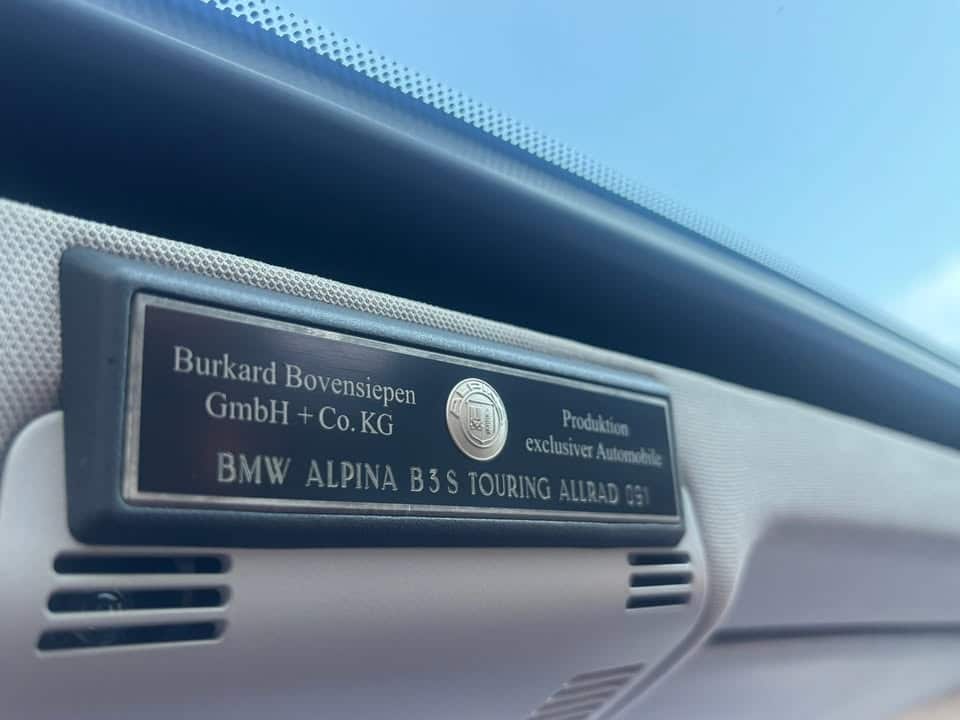 Burkard Bovensiepen
GmbH + Co. KG
Produktion
exclusiver Automobile
BMW ALPINA B3 S TOURING ALLRAD 091